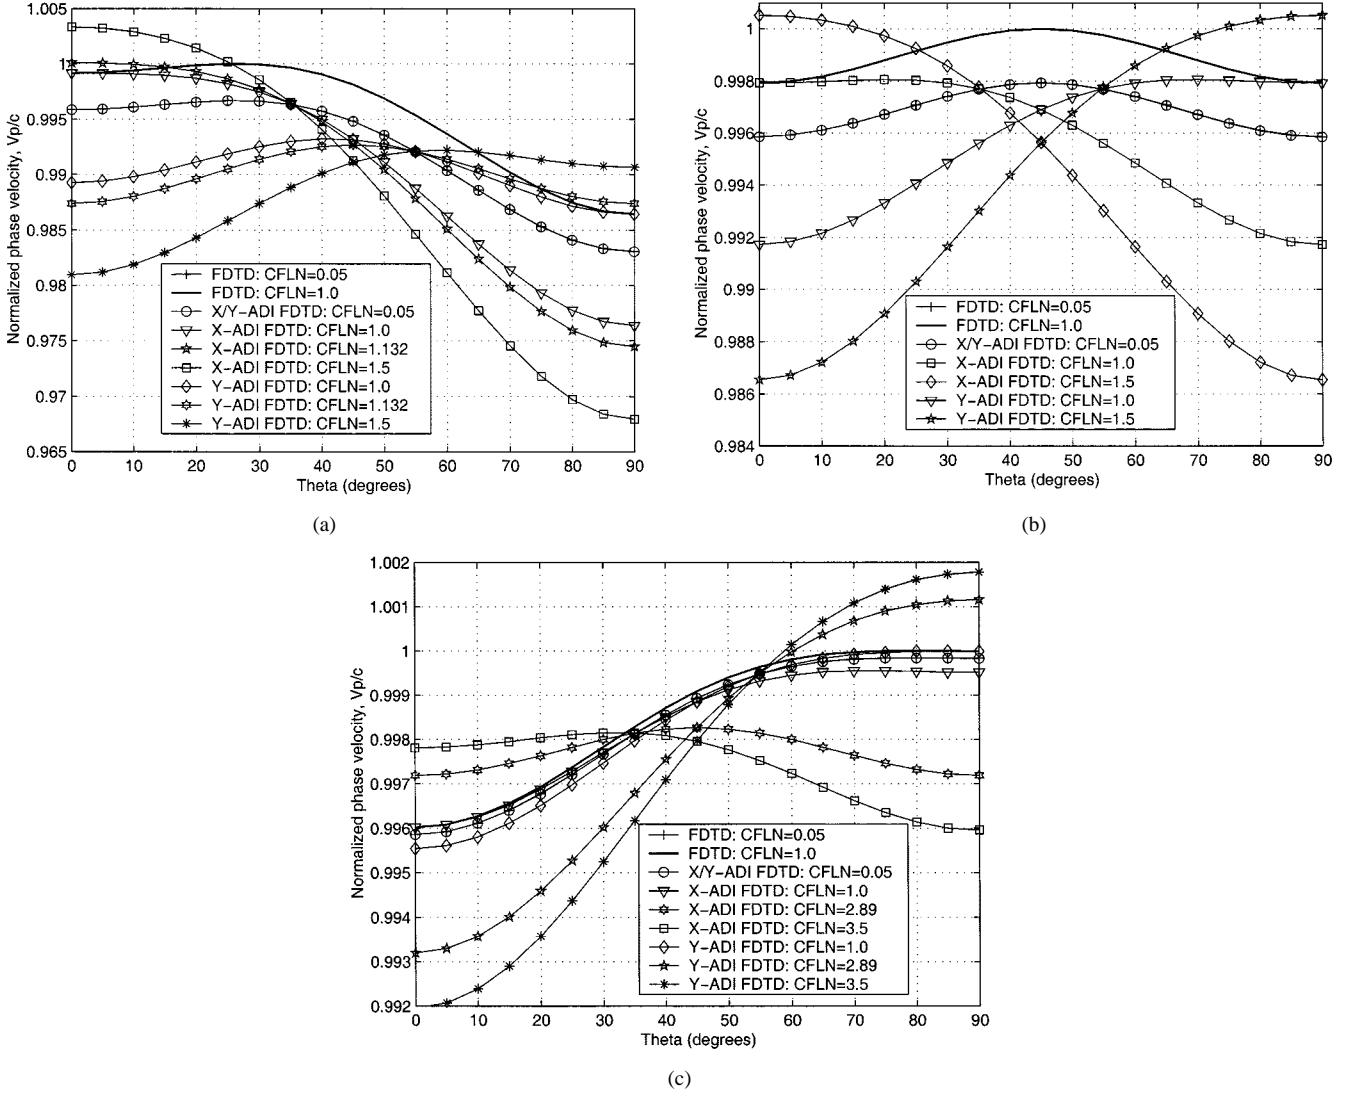 1.005
1
0.995
0.99
0.985
0.98
0.975
0.97
0.965
Normalized phase velocity, Vp/c
FDTD: CFLN=0.05
FDTD: CFLN=1.0
X/Y-ADI FDTD: CFLN=0.05
X-ADI FDTD: CFLN=1.0
X-ADI FDTD: CFLN=1.132
X-ADI FDTD: CFLN=1.5
Y-ADI FDTD: CFLN=1.0
Y-ADI FDTD: CFLN=1.132
Y-ADI FDTD: CFLN=1.5
0 10 20 30 40 50 60 70 80 90
Theta (degrees)
(a)
1
0.998
0.996
0.994
0.992
0.99
0.988
0.986
0.984
Normalized phase velocity, Vp/c
FDTD: CFLN=0.05
FDTD: CFLN=1.0
X/Y-ADI FDTD: CFLN=0.05
X-ADI FDTD: CFLN=1.0
X-ADI FDTD: CFLN=1.5
Y-ADI FDTD: CFLN=1.0
Y-ADI FDTD: CFLN=1.5
0 10 20 30 40 50 60 70 80 90
Theta (degrees)
(b)
1.002
1.001
1
0.999
0.998
0.997
0.996
0.995
0.994
0.993
0.992
Normalized phase velocity, Vp/c
FDTD: CFLN=0.05
FDTD: CFLN=1.0
X/Y-ADI FDTD: CFLN=0.05
X-ADI FDTD: CFLN=1.0
X-ADI FDTD: CFLN=2.89
X-ADI FDTD: CFLN=3.5
Y-ADI FDTD: CFLN=1.0
Y-ADI FDTD: CFLN=2.89
Y-ADI FDTD: CFLN=3.5
0 10 20 30 40 50 60 70 80 90
Theta (degrees)
(c)